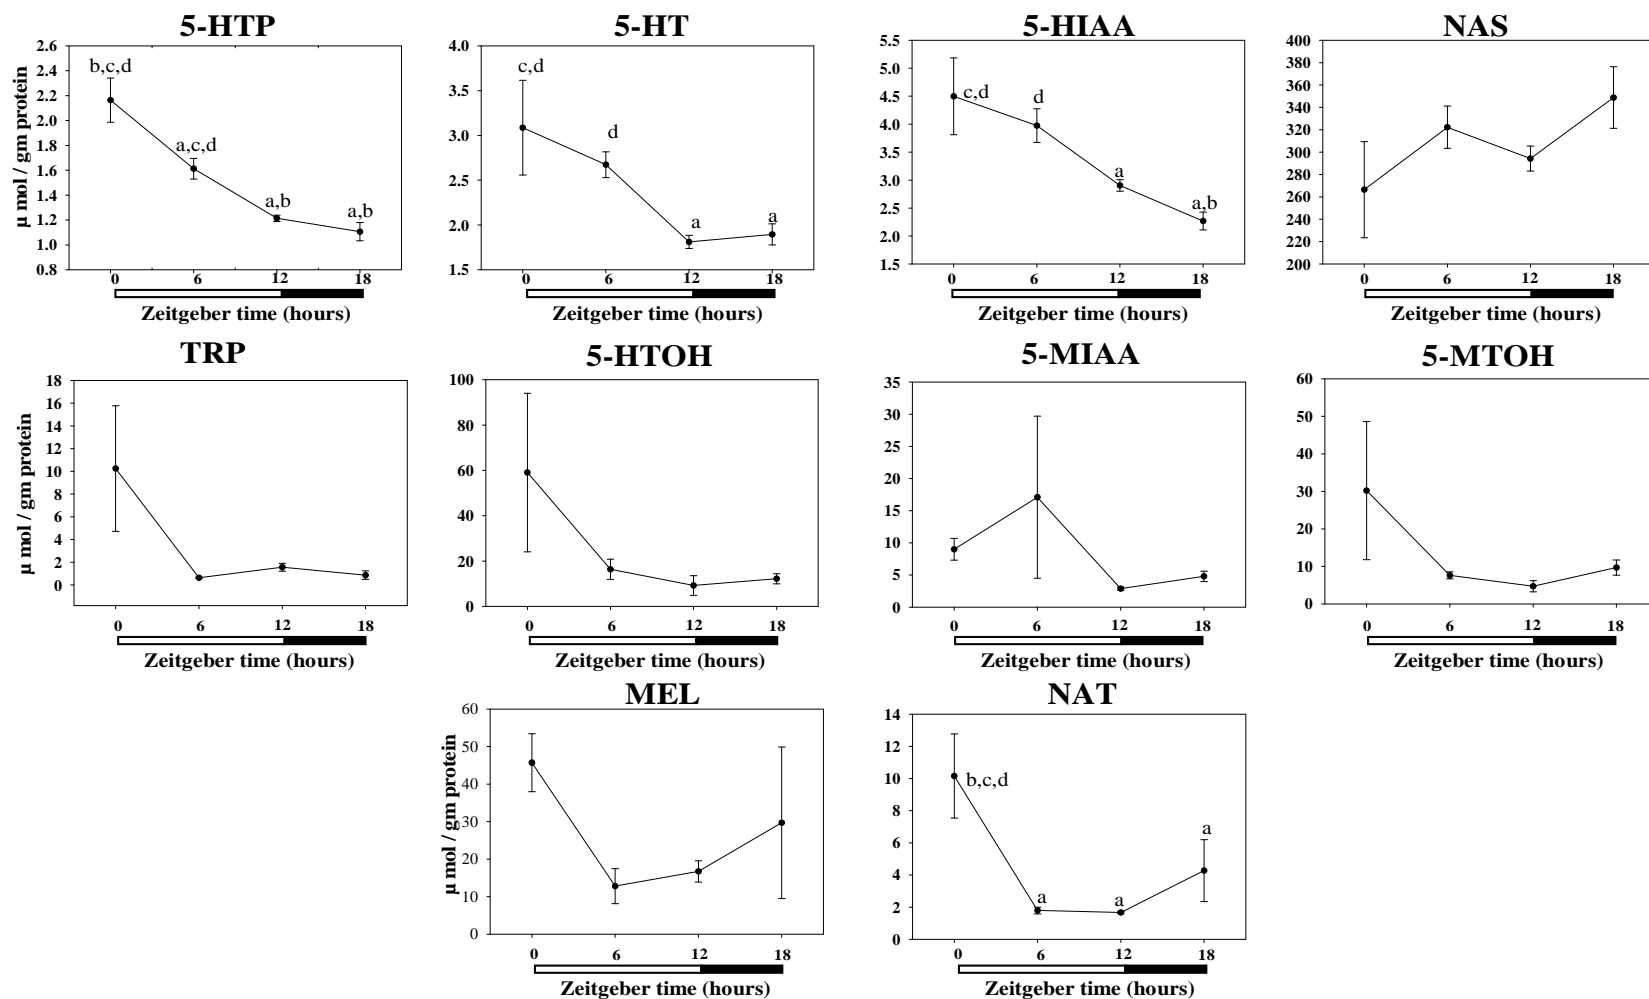 5-HTP
2.6
2.4
2.2
2.0
1.8
1.6
1.4
1.2
1.0
0.8
µ mol / gm protein
b,c,d
a,c,d
a,b
a,b
0 6 12 18
Zeitgeber time (hours)
5-HT
4.0
3.5
3.0
2.5
2.0
1.5
c,d
d
a
a
0 6 12 18
Zeitgeber time (hours)
5-HIAA
5.5
5.0
4.5
4.0
3.5
3.0
2.5
2.0
1.5
c,d
d
a
a,b
0 6 12 18
Zeitgeber time (hours)
NAS
400
380
360
340
320
300
280
260
240
220
200
0 6 12 18
Zeitgeber time (hours)
TRP
18
16
14
12
10
8
6
4
2
0
µ mol / gm protein
0 6 12 18
Zeitgeber time (hours)
5-HTOH
100
80
60
40
20
0
0 6 12 18
Zeitgeber time (hours)
5-MIAA
35
30
25
20
15
10
5
0
0 6 12 18
Zeitgeber time (hours)
5-MTOH
60
50
40
30
20
10
0
0 6 12 18
Zeitgeber time (hours)
MEL
60
50
40
30
20
10
0
µ mol / gm protein
0 6 12 18
Zeitgeber time (hours)
NAT
14
12
10
8
6
4
2
0
b,c,d
a
a
a
0 6 12 18
Zeitgeber time (hours)